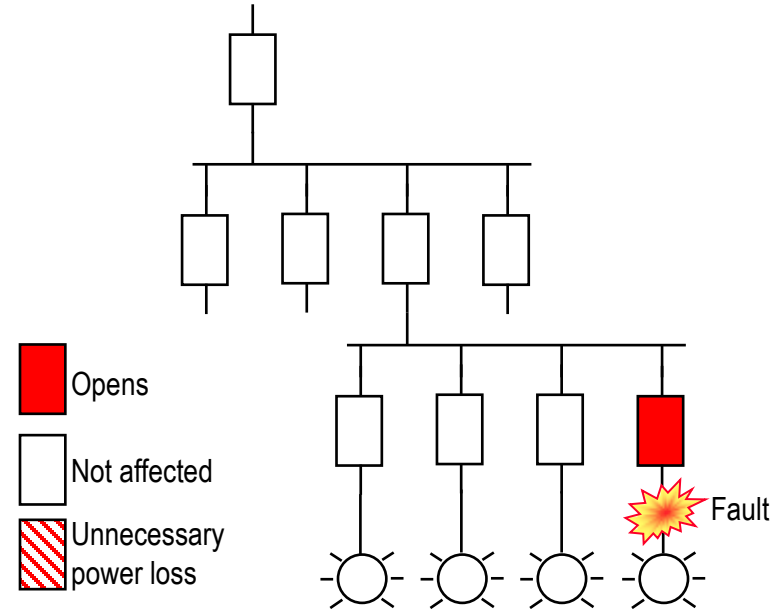 Opens
Not affected
Unnecessary
power loss
Fault